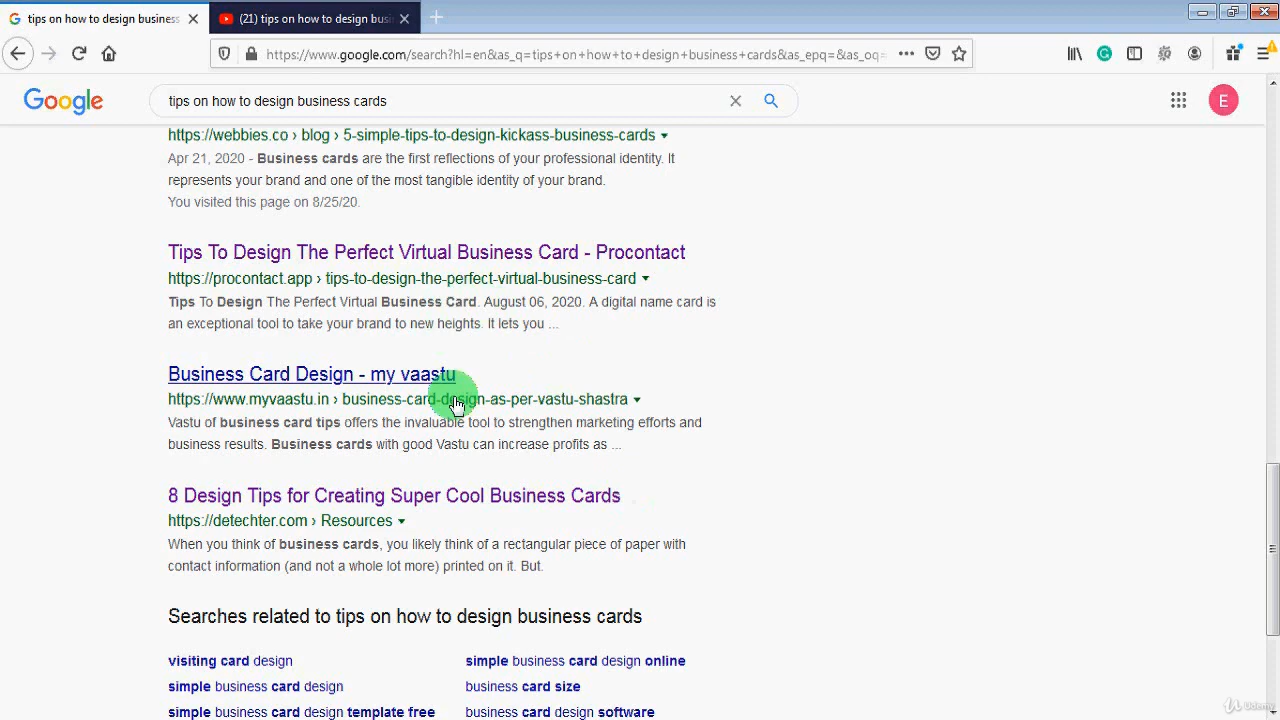 tips on how to design business
(21) tips on how to design busi
https://www.google.com/search?hl=en&as_q=tips+on+how+to+design+business+cards&as_epq=&as_oq=
Google
tips on how to design business cards
E
https://webbies.co › blog › 5-simple-tips-to-design-kickass-business-cards
Apr 21, 2020 - Business cards are the first reflections of your professional identity. It
represents your brand and one of the most tangible identity of your brand.
You visited this page on 8/25/20.
Tips To Design The Perfect Virtual Business Card - Procontact
https://procontact.app › tips-to-design-the-perfect-virtual-business-card
Tips To Design The Perfect Virtual Business Card. August 06, 2020. A digital name card is
an exceptional tool to take your brand to new heights. It lets you ...
Business Card Design - my vaastu
https://www.myvaastu.in › business-card-design-as-per-vastu-shastra
Vastu of business card tips offers the invaluable tool to strengthen marketing efforts and
business results. Business cards with good Vastu can increase profits as ...
8 Design Tips for Creating Super Cool Business Cards
https://detechter.com › Resources
When you think of business cards, you likely think of a rectangular piece of paper with
contact information (and not a whole lot more) printed on it. But.
Searches related to tips on how to design business cards
visiting card design
simple business card design online
simple business card design
business card size
simple business card design template free
business card design software
Udemy